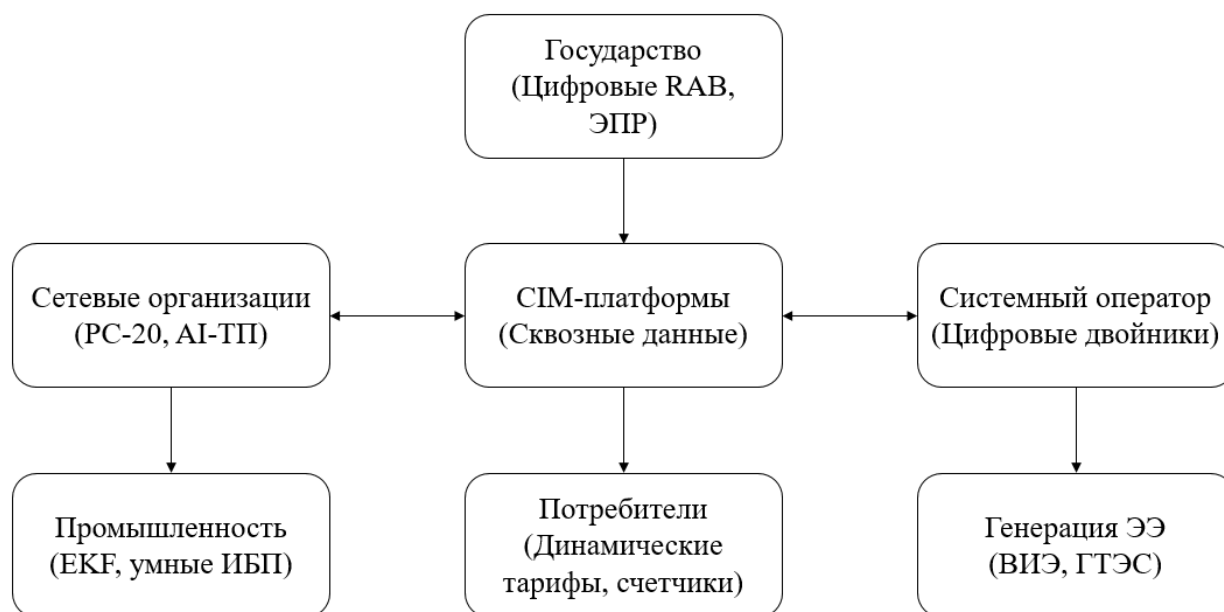 Государство
(Цифровые RAB,
ЭПР)
Сетевые организации
(РС-20, AI-ТП)
CIM-платформы
(Сквозные данные)
Системный оператор
(Цифровые двойники)
Промышленность
(EKF, умные ИБП)
Потребители
(Динамические
тарифы, счетчики)
Генерация ЭЭ
(ВИЭ, ГТЭС)